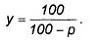 y = 100 / (100 − p).